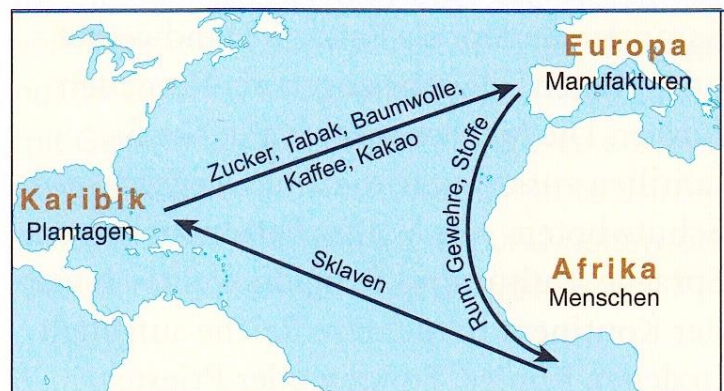 Europa
Manufakturen
Zucker, Tabak, Baumwolle,
Kaffee, Kakao
Karibik
Plantagen
Rum, Gewehre, Stoffe
Sklaven
Afrika
Menschen